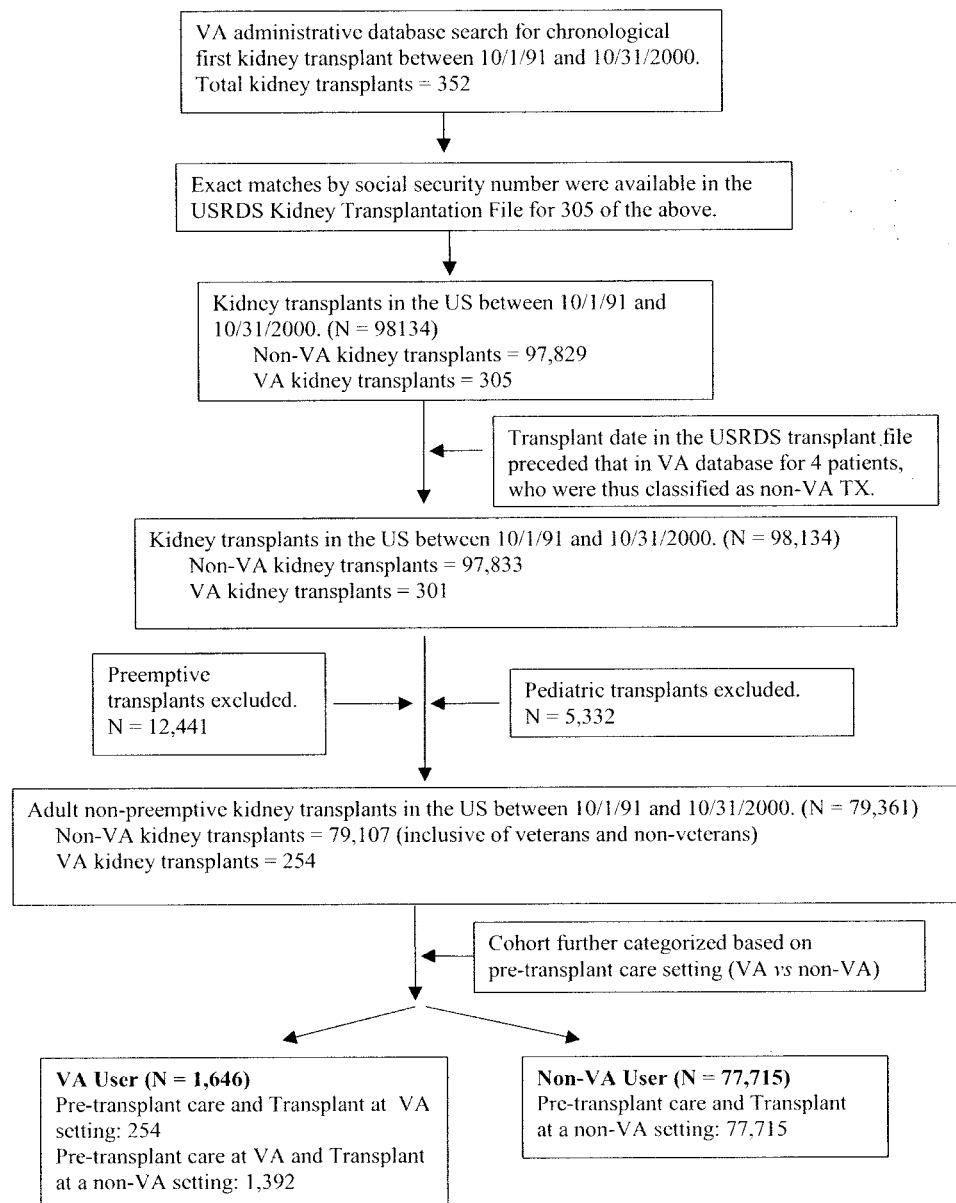 VA administrative database search for chronological
first kidney transplant between 10/1/91 and 10/31/2000.
Total kidney transplants = 352
Exact matches by social security number were available in the
USRDS Kidney Transplantation File for 305 of the above.
Kidney transplants in the US between 10/1/91 and
10/31/2000. (N = 98134)
Non-VA kidney transplants = 97,829
VA kidney transplants = 305
Transplant date in the USRDS transplant file
preceded that in VA database for 4 patients,
who were thus classified as non-VA TX.
Kidney transplants in the US between 10/1/91 and 10/31/2000. (N = 98,134)
Non-VA kidney transplants = 97,833
VA kidney transplants = 301
Preemptive
transplants excluded.
N = 12,441
Pediatric transplants excluded.
N = 5,332
Adult non-preemptive kidney transplants in the US between 10/1/91 and 10/31/2000. (N = 79,361)
Non-VA kidney transplants = 79,107 (inclusive of veterans and non-veterans)
VA kidney transplants = 254
Cohort further categorized based on
pre-transplant care setting (VA vs non-VA)
VA User (N = 1,646)
Pre-transplant care and Transplant at VA
setting: 254
Pre-transplant care at VA and Transplant
at a non-VA setting: 1,392
Non-VA User (N = 77,715)
Pre-transplant care and Transplant
at a non-VA setting: 77,715